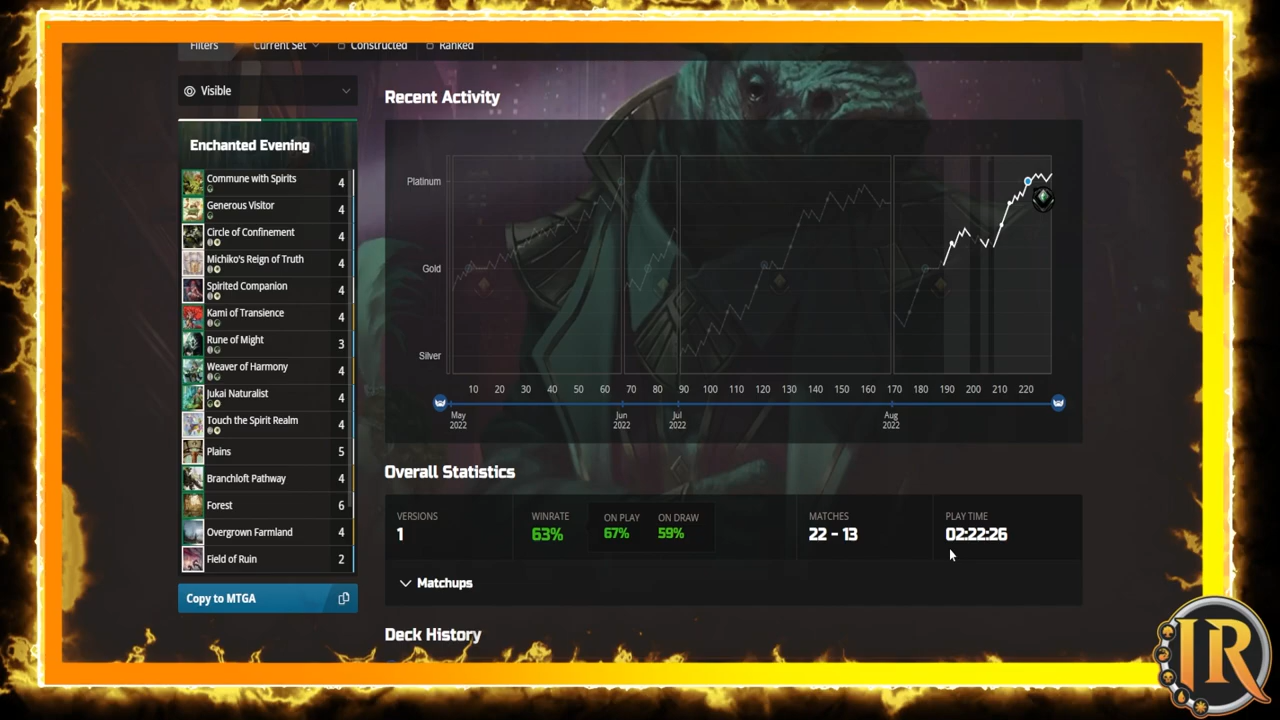 Filters Current Set Constructed Ranked
Visible
Recent Activity
Enchanted Evening
Commune with Spirits 4
Generous Visitor 4
Circle of Confinement 4
Michiko's Reign of Truth 4
Spirited Companion 4
Kami of Transience 4
Rune of Might 3
Weaver of Harmony 4
Jukai Naturalist 4
Touch the Spirit Realm 4
Plains 5
Branchloft Pathway 4
Forest 6
Overgrown Farmland 4
Field of Ruin 2
Copy to MTGA
Platinum
Gold
Silver
10 20 30 40 50 60 70 80 90 100 110 120 130 140 150 160 170 180 190 200 210 220
May Jun Jul Aug
2022 2022 2022 2022
Overall Statistics
VERSIONS WINRATE ON PLAY ON DRAW MATCHES PLAY TIME
1 63% 67% 59% 22 - 13 02:22:26
Matchups
Deck History
IR